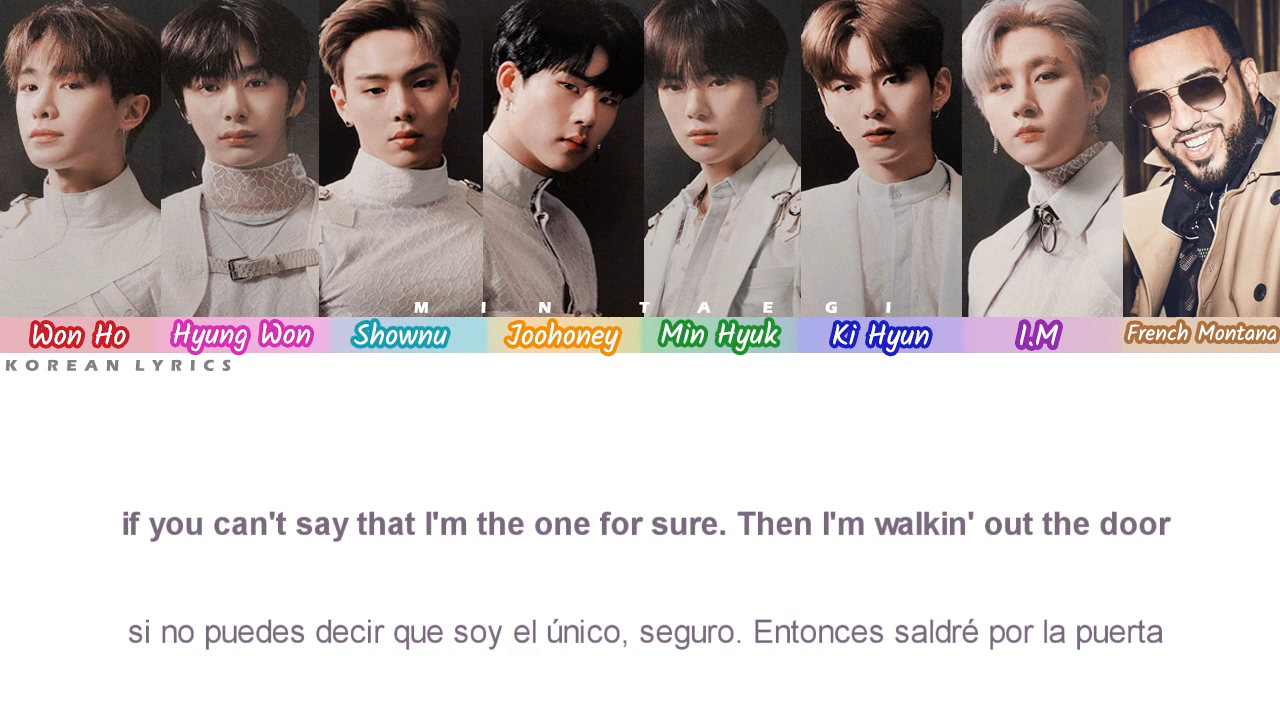 M I N T A E G I
Won Ho Hyung Won Shownu Joohoney Min Hyuk Ki Hyun I.M French Montana
KOREAN LYRICS
if you can't say that I'm the one for sure. Then I'm walkin' out the door
si no puedes decir que soy el único, seguro. Entonces saldré por la puerta